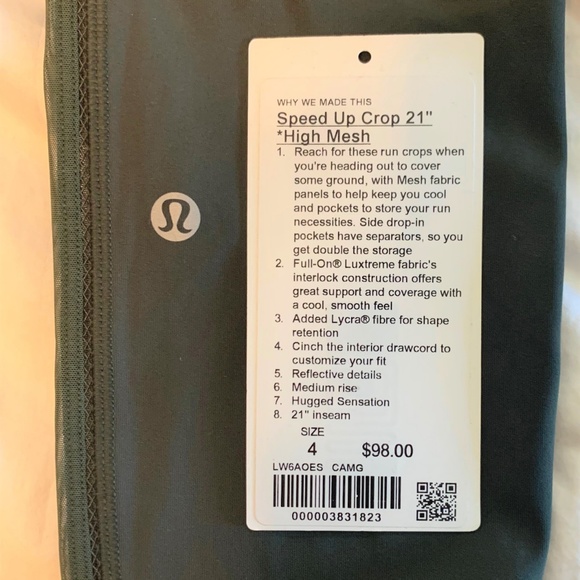 WHY WE MADE THIS
Speed Up Crop 21"
*High Mesh
1. Reach for these run crops when
you're heading out to cover
some ground, with Mesh fabric
panels to help keep you cool
and pockets to store your run
necessities. Side drop-in
pockets have separators, so you
get double the storage
2. Full-On® Luxtreme fabric's
interlock construction offers
great support and coverage with
a cool, smooth feel
3. Added Lycra® fibre for shape
retention
4. Cinch the interior drawcord to
customize your fit
5. Reflective details
6. Medium rise
7. Hugged Sensation
8. 21" inseam
SIZE
4 $98.00
LW6AOES CAMG
000003831823